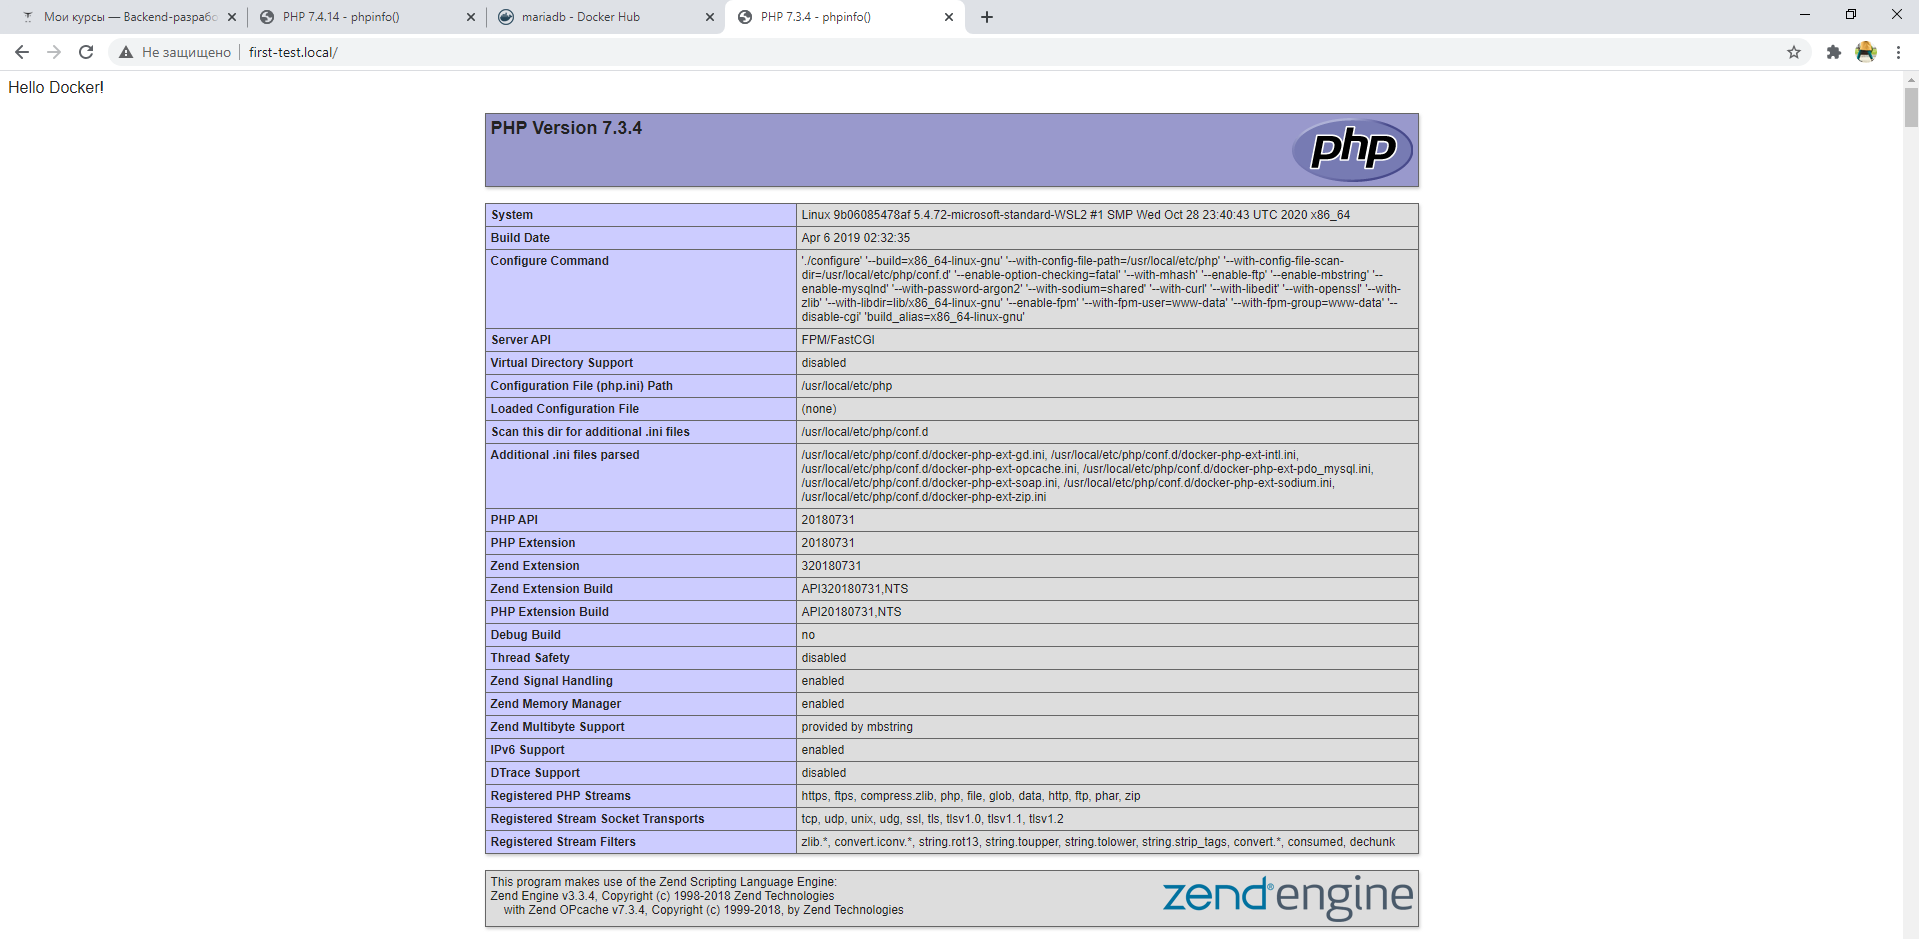 Мои курсы — Backend-разрабо
PHP 7.4.14 - phpinfo()
mariadb - Docker Hub
PHP 7.3.4 - phpinfo()
Не защищено
first-test.local/
Hello Docker!
PHP Version 7.3.4
php
System Linux 9b06085478af 5.4.72-microsoft-standard-WSL2 #1 SMP Wed Oct 28 23:40:43 UTC 2020 x86_64
Build Date Apr 6 2019 02:32:35
Configure Command './configure' '--build=x86_64-linux-gnu' '--with-config-file-path=/usr/local/etc/php' '--with-config-file-scan-
dir=/usr/local/etc/php/conf.d' '--enable-option-checking=fatal' '--with-mhash' '--enable-ftp' '--enable-mbstring' '--
enable-mysqlnd' '--with-password-argon2' '--with-sodium=shared' '--with-curl' '--with-libedit' '--with-openssl' '--with-
zlib' '--with-libdir=lib/x86_64-linux-gnu' '--enable-fpm' '--with-fpm-user=www-data' '--with-fpm-group=www-data' '--
disable-cgi' 'build_alias=x86_64-linux-gnu'
Server API FPM/FastCGI
Virtual Directory Support disabled
Configuration File (php.ini) Path /usr/local/etc/php
Loaded Configuration File (none)
Scan this dir for additional .ini files /usr/local/etc/php/conf.d
Additional .ini files parsed /usr/local/etc/php/conf.d/docker-php-ext-gd.ini, /usr/local/etc/php/conf.d/docker-php-ext-intl.ini,
/usr/local/etc/php/conf.d/docker-php-ext-opcache.ini, /usr/local/etc/php/conf.d/docker-php-ext-pdo_mysql.ini,
/usr/local/etc/php/conf.d/docker-php-ext-soap.ini, /usr/local/etc/php/conf.d/docker-php-ext-sodium.ini,
/usr/local/etc/php/conf.d/docker-php-ext-zip.ini
PHP API 20180731
PHP Extension 20180731
Zend Extension 320180731
Zend Extension Build API320180731,NTS
PHP Extension Build API20180731,NTS
Debug Build no
Thread Safety disabled
Zend Signal Handling enabled
Zend Memory Manager enabled
Zend Multibyte Support provided by mbstring
IPv6 Support enabled
DTrace Support disabled
Registered PHP Streams https, ftps, compress.zlib, php, file, glob, data, http, ftp, phar, zip
Registered Stream Socket Transports tcp, udp, unix, udg, ssl, tls, tlsv1.0, tlsv1.1, tlsv1.2
Registered Stream Filters zlib.*, convert.iconv.*, string.rot13, string.toupper, string.tolower, string.strip_tags, convert.*, consumed, dechunk
This program makes use of the Zend Scripting Language Engine:
Zend Engine v3.3.4, Copyright (c) 1998-2018 Zend Technologies
with Zend OPcache v7.3.4, Copyright (c) 1999-2018, by Zend Technologies
zend®engine